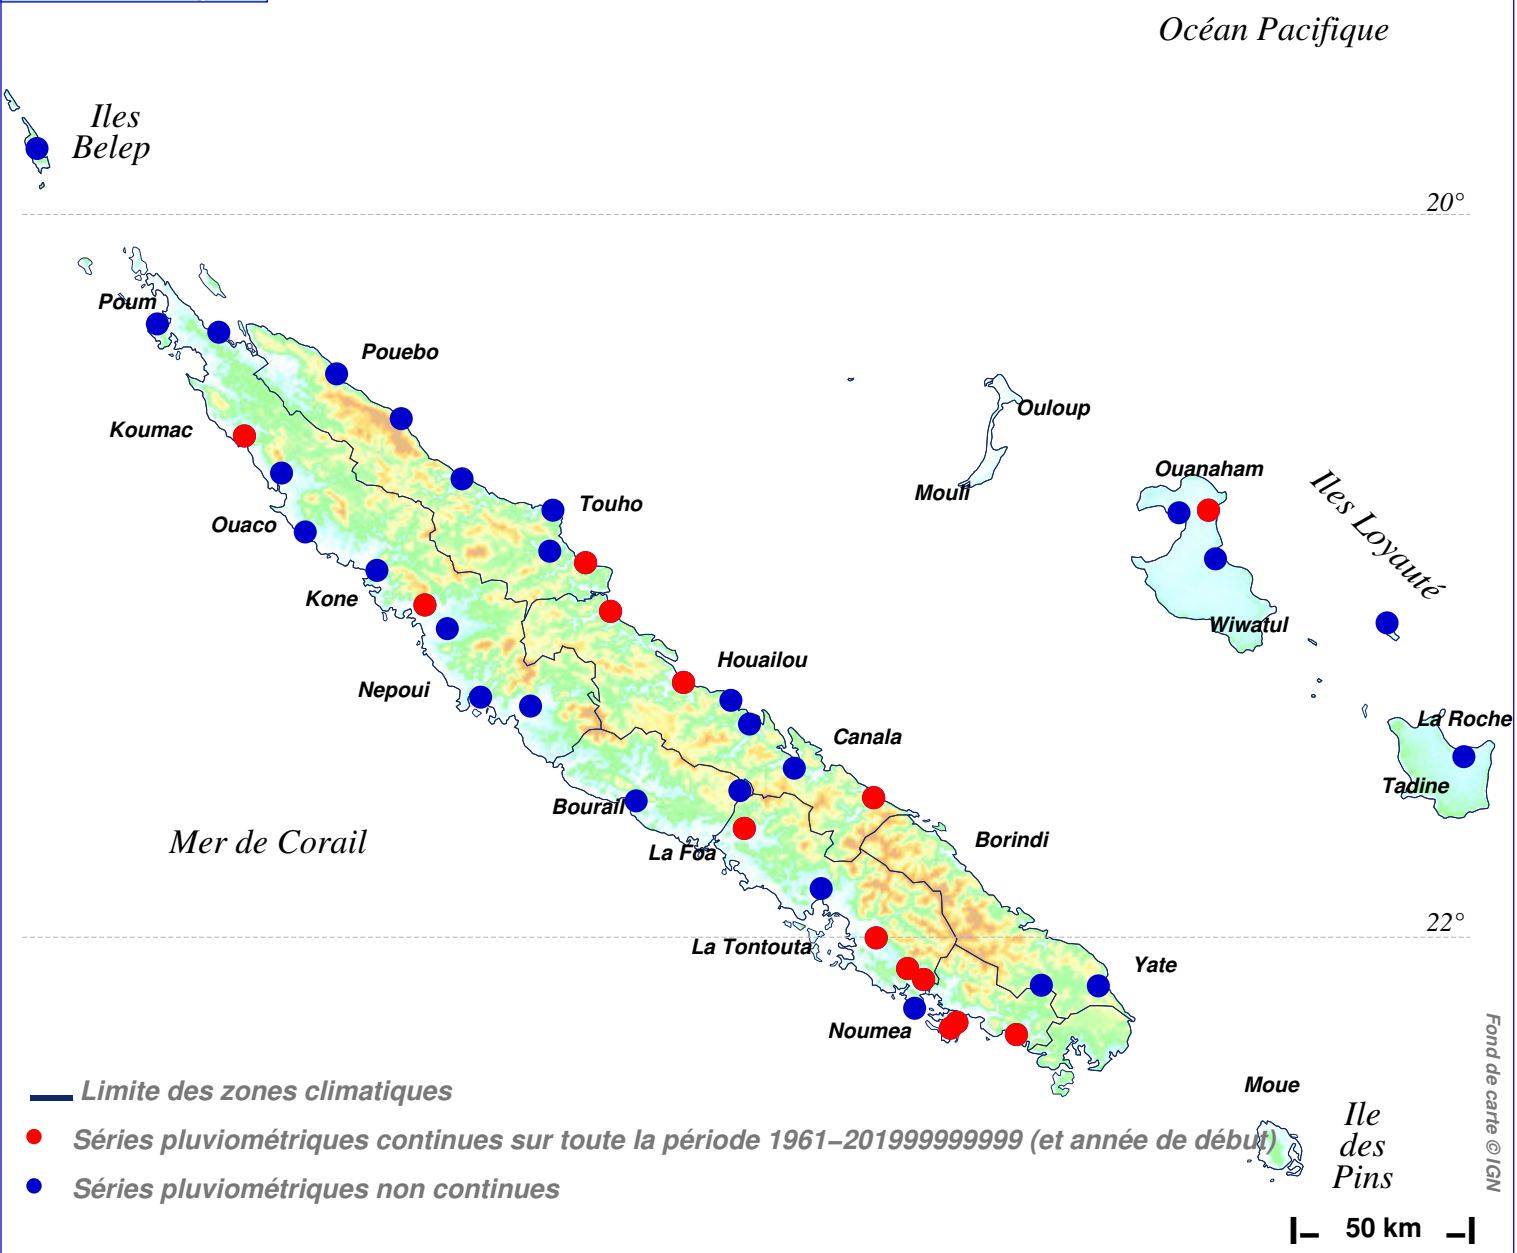 Océan Pacifique
Iles
Belep
20°
Poum
Pouebo
Koumac
Ouloup
Mouli
Ouanaham
Iles Loyauté
Touho
Ouaco
Kone
Wiwatul
Houailou
Nepoui
La Roche
Canala
Tadine
Bourail
Mer de Corail
La Foa
Borindi
22°
La Tontouta
Yate
Noumea
Fond de carte © IGN
Moue
Ile
des
Pins
Limite des zones climatiques
Séries pluviométriques continues sur toute la période 1961–201999999999 (et année de début)
Séries pluviométriques non continues
50 km